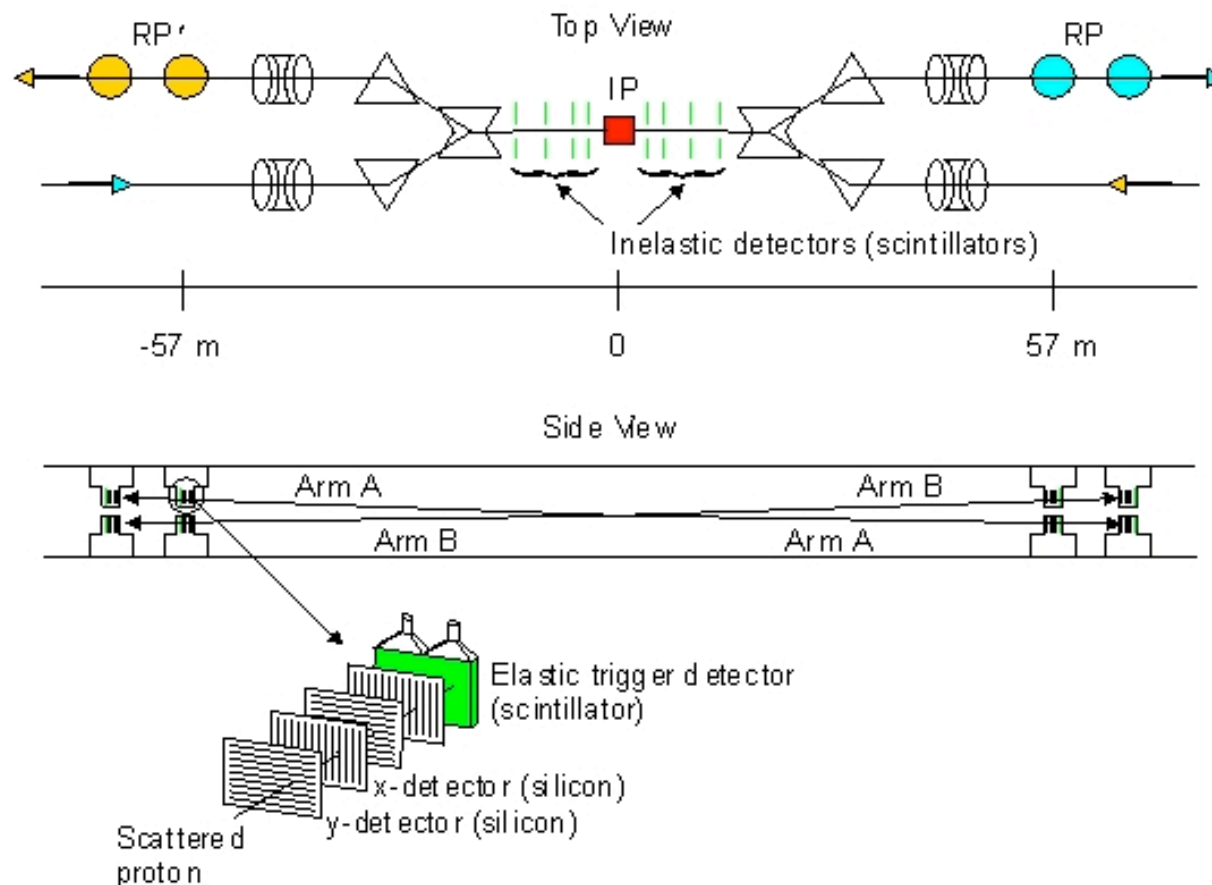 Top View
RP'
RP
IP
Inelastic detectors (scintillators)
-57 m
0
57 m
Side View
Arm A
Arm B
Arm B
Arm A
Elastic trigger detector
(scintillator)
x-detector (silicon)
y-detector (silicon)
Scattered
proton